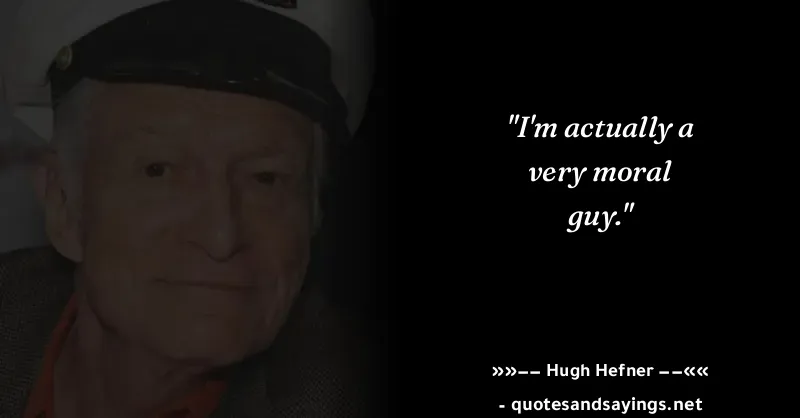 "I'm actually a
very moral
guy."
»»−− Hugh Hefner −−««
- quotesandsayings.net